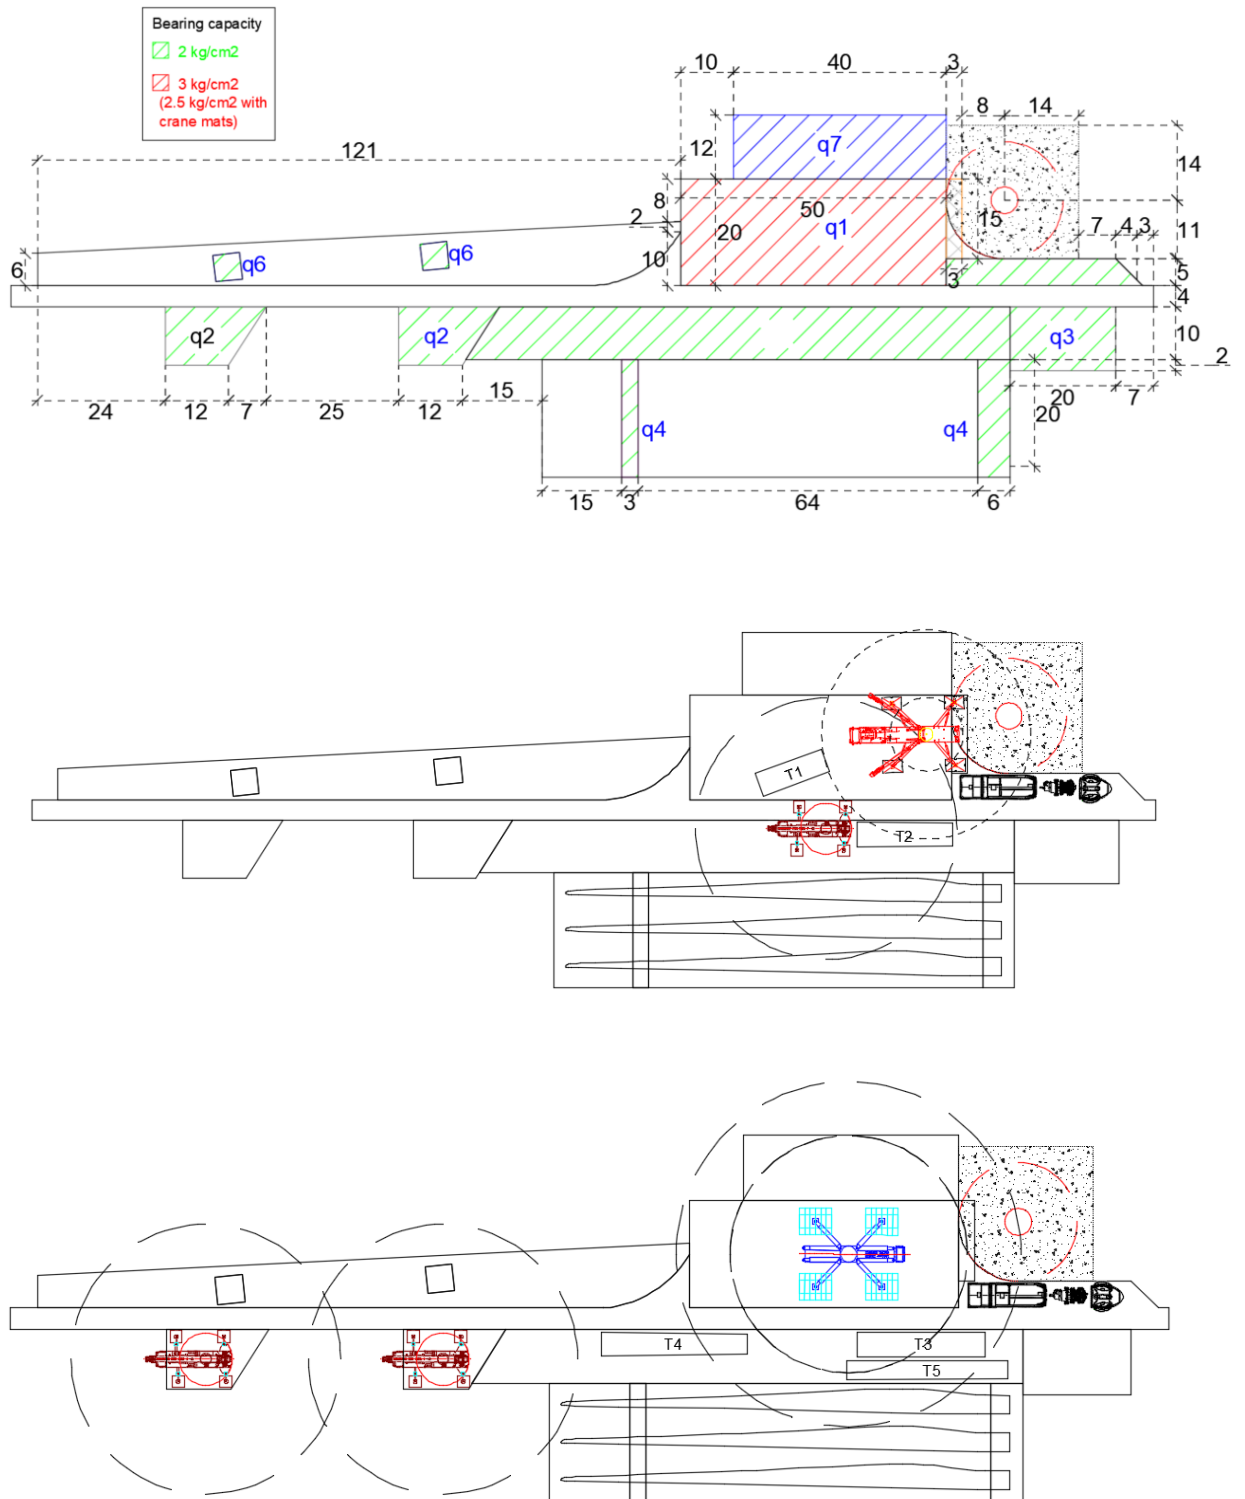 Bearing capacity
2 kg/cm2
3 kg/cm2
(2.5 kg/cm2 with
crane mats)
10 40 3
8 14
121
12
q7
14
8
50
15
2
20
q1
7 4 3
11
q6
q6
10
6
3
5
4
q2
q2
q3
10
2
15
20 7
24 12 7 25 12
20
q4
q4
15 3 64 6
T1
T2
T4
T3
T5